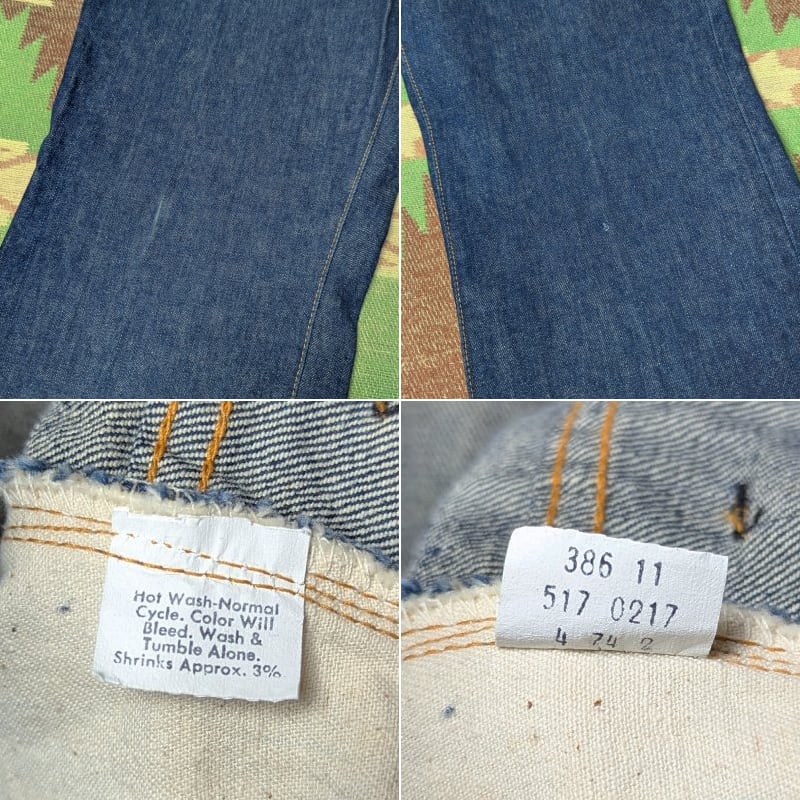 Hot Wash-Normal
Cycle. Color Will
Bleed. Wash &
Tumble Alone.
Shrinks Approx. 3%
386 11
517 0217
4 74 2